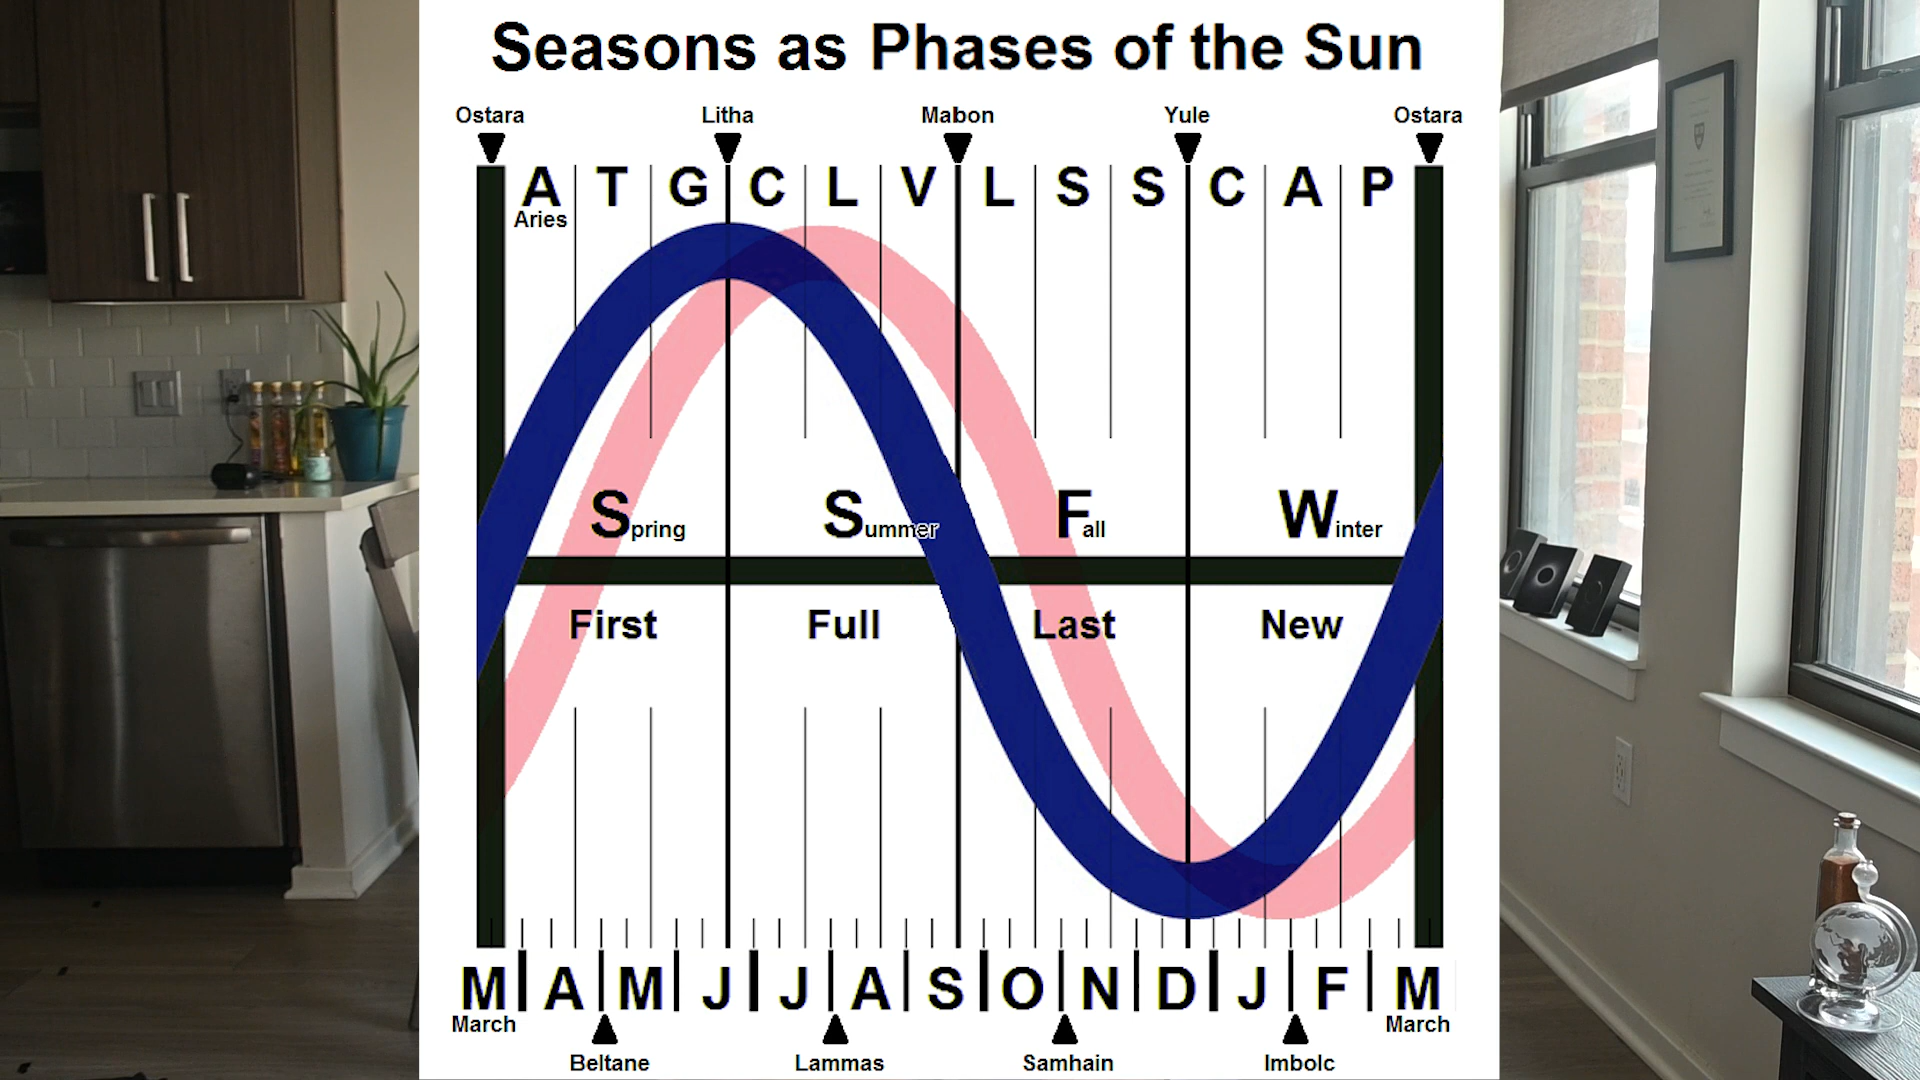 Seasons as Phases of the Sun
Ostara Litha Mabon Yule Ostara
A T G C L V L S S C A P
Aries
Spring Summer Fall Winter
First Full Last New
M A M J J A S O N D J F M
March March
Beltane Lammas Samhain Imbolc